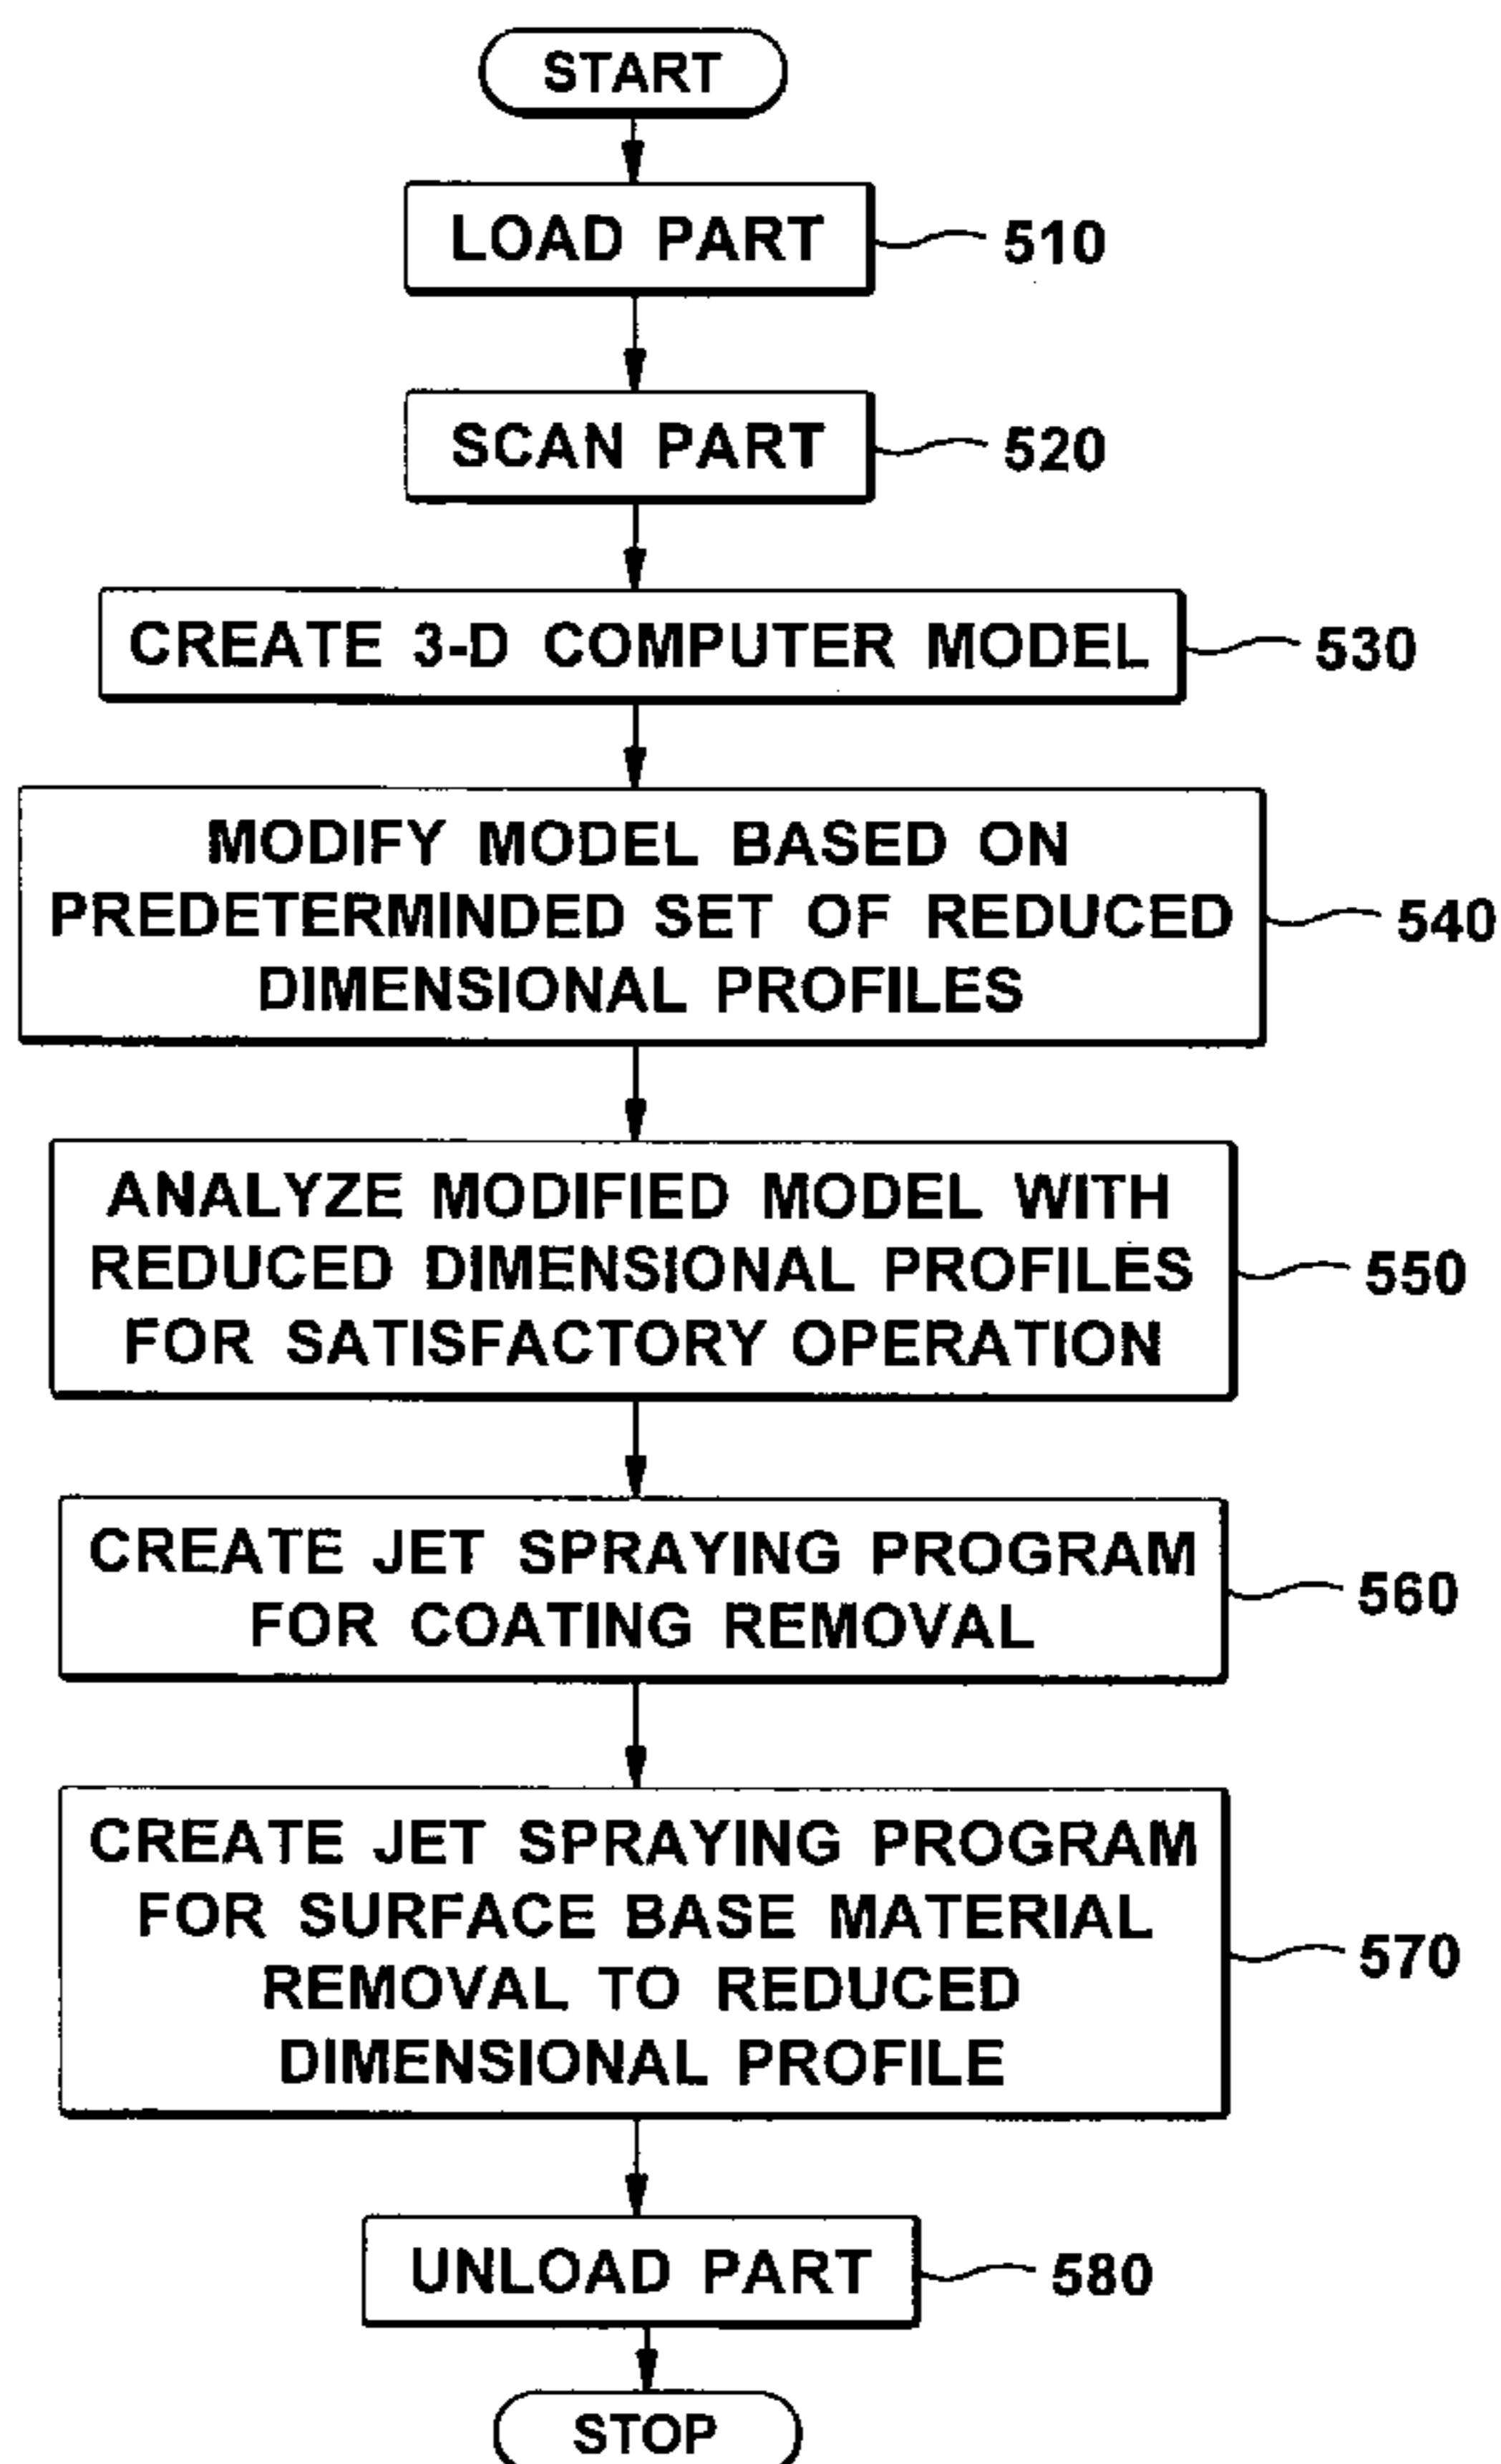 START
LOAD PART
510
SCAN PART
520
CREATE 3-D COMPUTER MODEL
530
MODIFY MODEL BASED ON
PREDETERMINDED SET OF REDUCED
DIMENSIONAL PROFILES
540
ANALYZE MODIFIED MODEL WITH
REDUCED DIMENSIONAL PROFILES
FOR SATISFACTORY OPERATION
550
CREATE JET SPRAYING PROGRAM
FOR COATING REMOVAL
560
CREATE JET SPRAYING PROGRAM
FOR SURFACE BASE MATERIAL
REMOVAL TO REDUCED
DIMENSIONAL PROFILE
570
UNLOAD PART
580
STOP